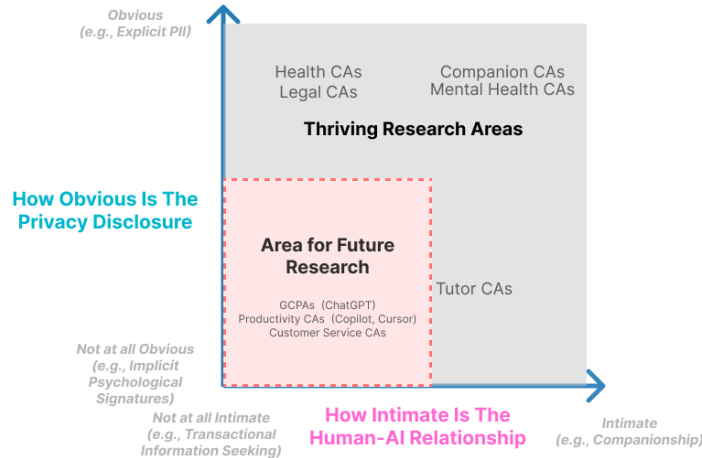 Obvious
(e.g., Explicit PII)
Health CAs
Legal CAs
Companion CAs
Mental Health CAs
Thriving Research Areas
How Obvious Is The
Privacy Disclosure
Area for Future
Research
GCPAs (ChatGPT)
Productivity CAs (Copilot, Cursor)
Customer Service CAs
Tutor CAs
Not at all Obvious
(e.g., Implicit
Psychological
Signatures)
Not at all Intimate
(e.g., Transactional
Information Seeking)
How Intimate Is The
Human-AI Relationship
Intimate
(e.g., Companionship)